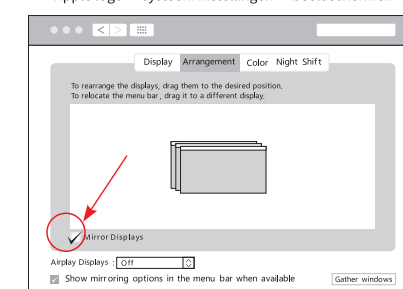 Display Arrangement Color Night Shift
To rearrange the displays, drag them to the desired position.
To relocate the menu bar, drag it to a different display.
Mirror Displays
Airplay Displays : Off
Show mirroring options in the menu bar when available
Gather windows